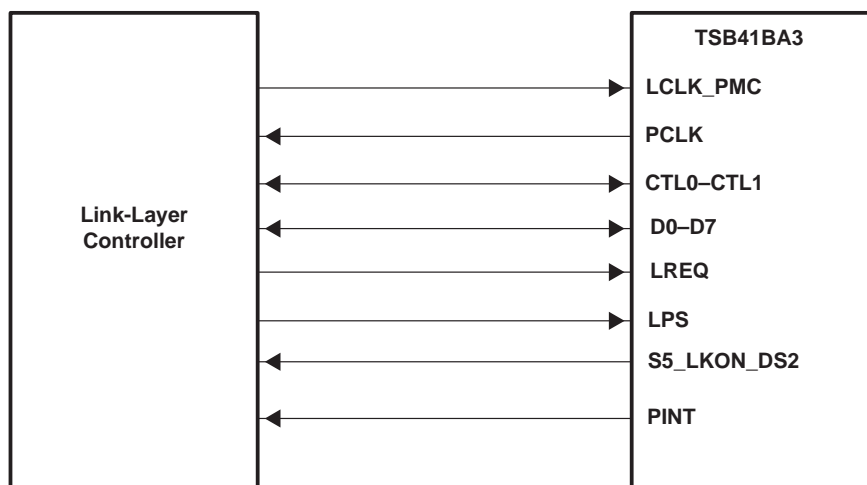 TSB41BA3
LCLK_PMC
PCLK
CTL0–CTL1
Link-Layer
Controller
D0–D7
LREQ
LPS
S5_LKON_DS2
PINT